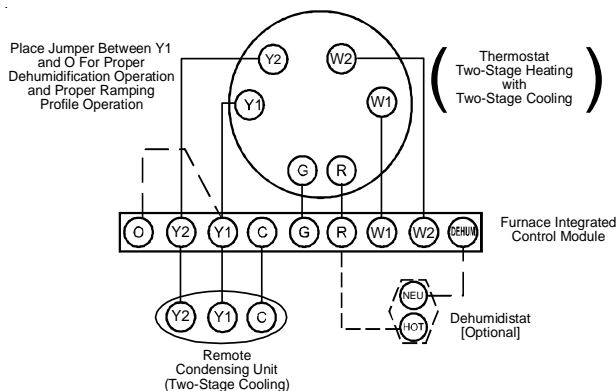 Place Jumper Between Y1
and O For Proper
Dehumidification Operation
and Proper Ramping
Profile Operation
Y2
W2
Thermostat
Two-Stage Heating
with
Two-Stage Cooling
Y1
W1
G
R
O
Y2
Y1
C
G
R
W1
W2
DEHUM
Furnace Integrated
Control Module
Y2
Y1
C
NEU
HOT
Dehumidistat
[Optional]
Remote
Condensing Unit
(Two-Stage Cooling)